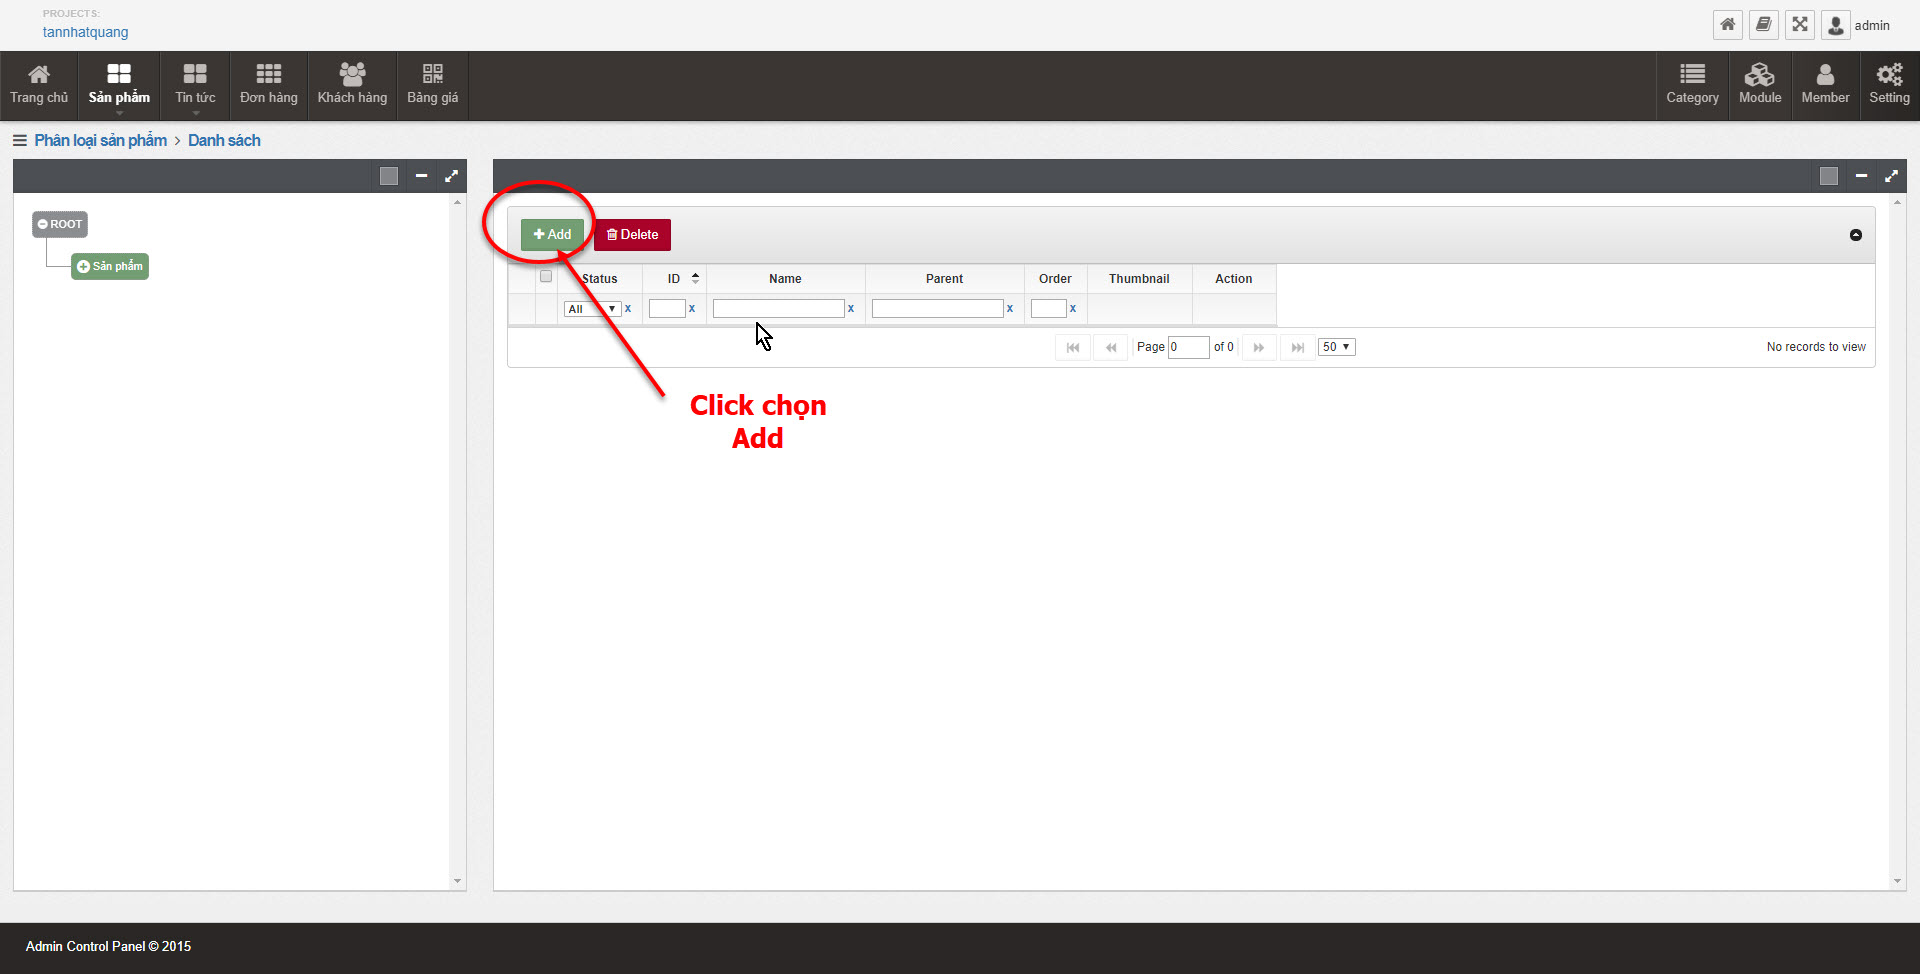 PROJECTS:
tannhatquang
admin
Trang chủ
Sản phẩm
Tin tức
Đơn hàng
Khách hàng
Bảng giá
Category
Module
Member
Setting
Phân loại sản phẩm > Danh sách
ROOT
Sản phẩm
Add
Delete
Status ID Name Parent Order Thumbnail Action
All x x x x x
Page 0 of 0 50 No records to view
Click chọn
Add
Admin Control Panel © 2015